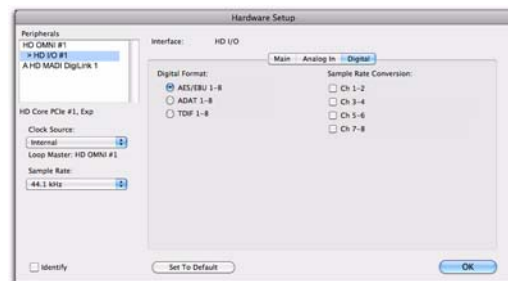 Hardware Setup
Peripherals
HD OMNI #1
» HD I/O #1
A HD MADI DigiLink 1
HD Core PCIe #1, Exp
Clock Source:
Internal
Loop Master: HD OMNI #1
Sample Rate:
44.1 kHz
Identify
Interface: HD I/O
Main Analog In Digital
Digital Format:
AES/EBU 1–8
ADAT 1–8
TDIF 1–8
Sample Rate Conversion:
Ch 1–2
Ch 3–4
Ch 5–6
Ch 7–8
Set To Default
OK